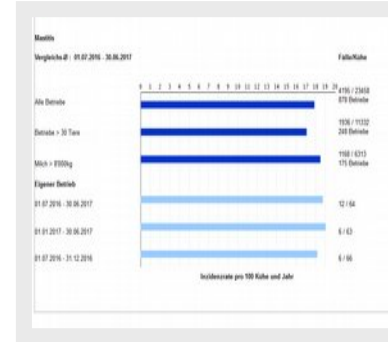 Mastitis
Vergleichs-Ø : 01.07.2016 - 30.06.2017 Fälle/Kühe
0 1 2 3 4 5 6 7 8 9 10 11 12 13 14 15 16 17 18 19 20
Alle Betriebe 4195 / 23458
878 Betriebe
Betriebe > 30 Tiere 1936 / 11332
248 Betriebe
Milch > 8'000kg 1168 / 6313
175 Betriebe
Eigener Betrieb
01.07.2016 - 30.06.2017 12 / 64
01.01.2017 - 30.06.2017 6 / 63
01.07.2016 - 31.12.2016 6 / 66
Inzidenzrate pro 100 Kühe und Jahr